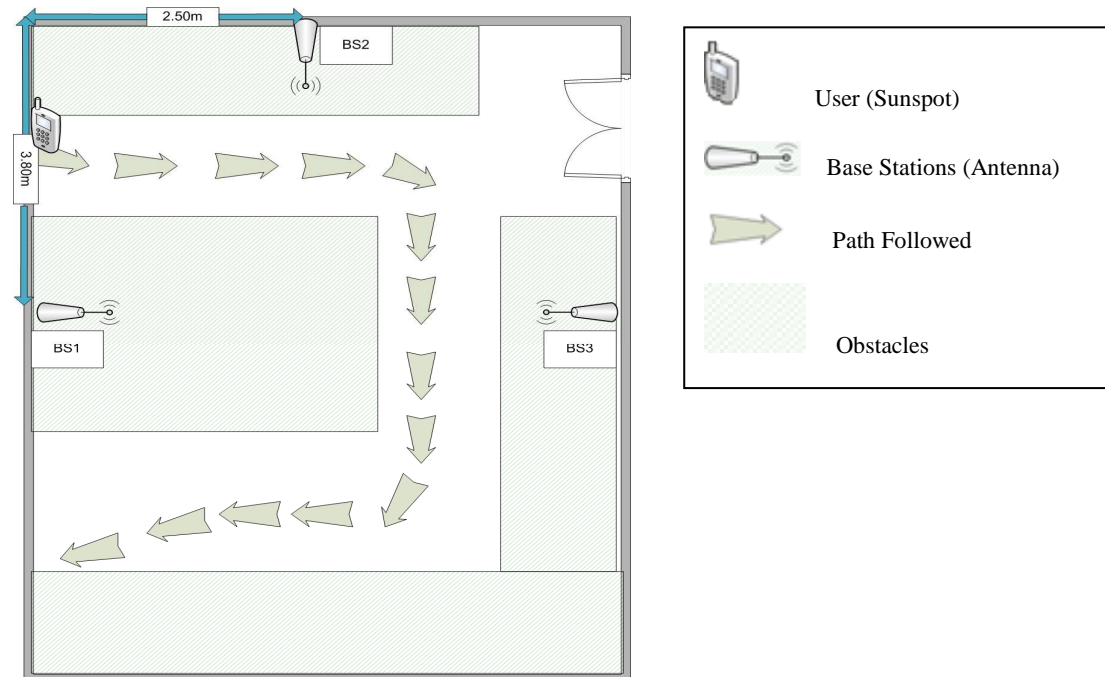 2.50m
BS2
3.80m
BS1
BS3
User (Sunspot)
Base Stations (Antenna)
Path Followed
Obstacles